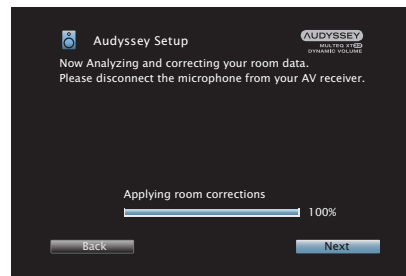 Audyssey Setup
AUDYSSEY
MULTEQ XT32
DYNAMIC VOLUME
Now Analyzing and correcting your room data.
Please disconnect the microphone from your AV receiver.
Applying room corrections
100%
Back
Next